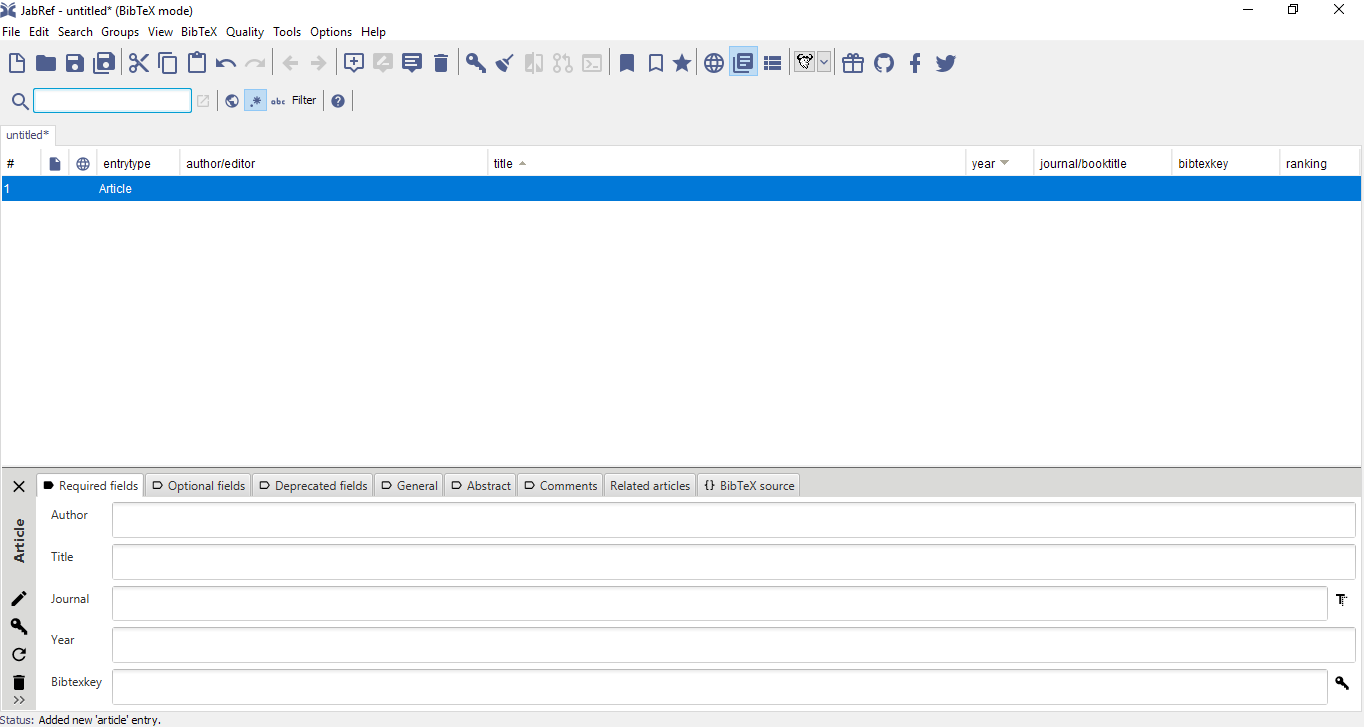 JabRef - untitled* (BibTeX mode)
File Edit Search Groups View BibTeX Quality Tools Options Help
abc Filter
untitled*
# entrytype author/editor title year journal/booktitle bibtexkey ranking
1 Article
Required fields Optional fields Deprecated fields General Abstract Comments Related articles {} BibTeX source
Article
Author
Title
Journal
Year
Bibtexkey
Status: Added new 'article' entry.